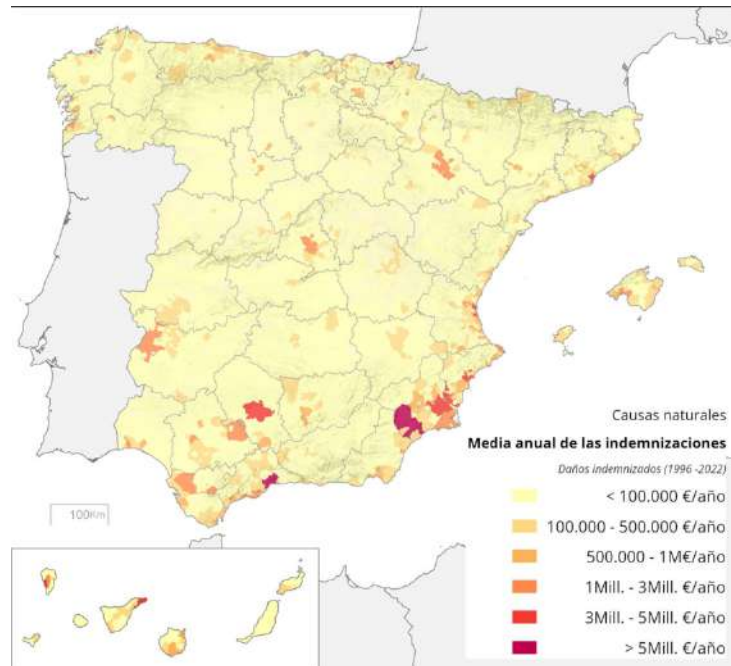 Causas naturales
Media anual de las indemnizaciones
Daños indemnizados (1996 -2022)
< 100.000 €/año
100.000 - 500.000 €/año
500.000 - 1M€/año
1Mill. - 3Mill. €/año
3Mill. - 5Mill. €/año
> 5Mill. €/año
100Km